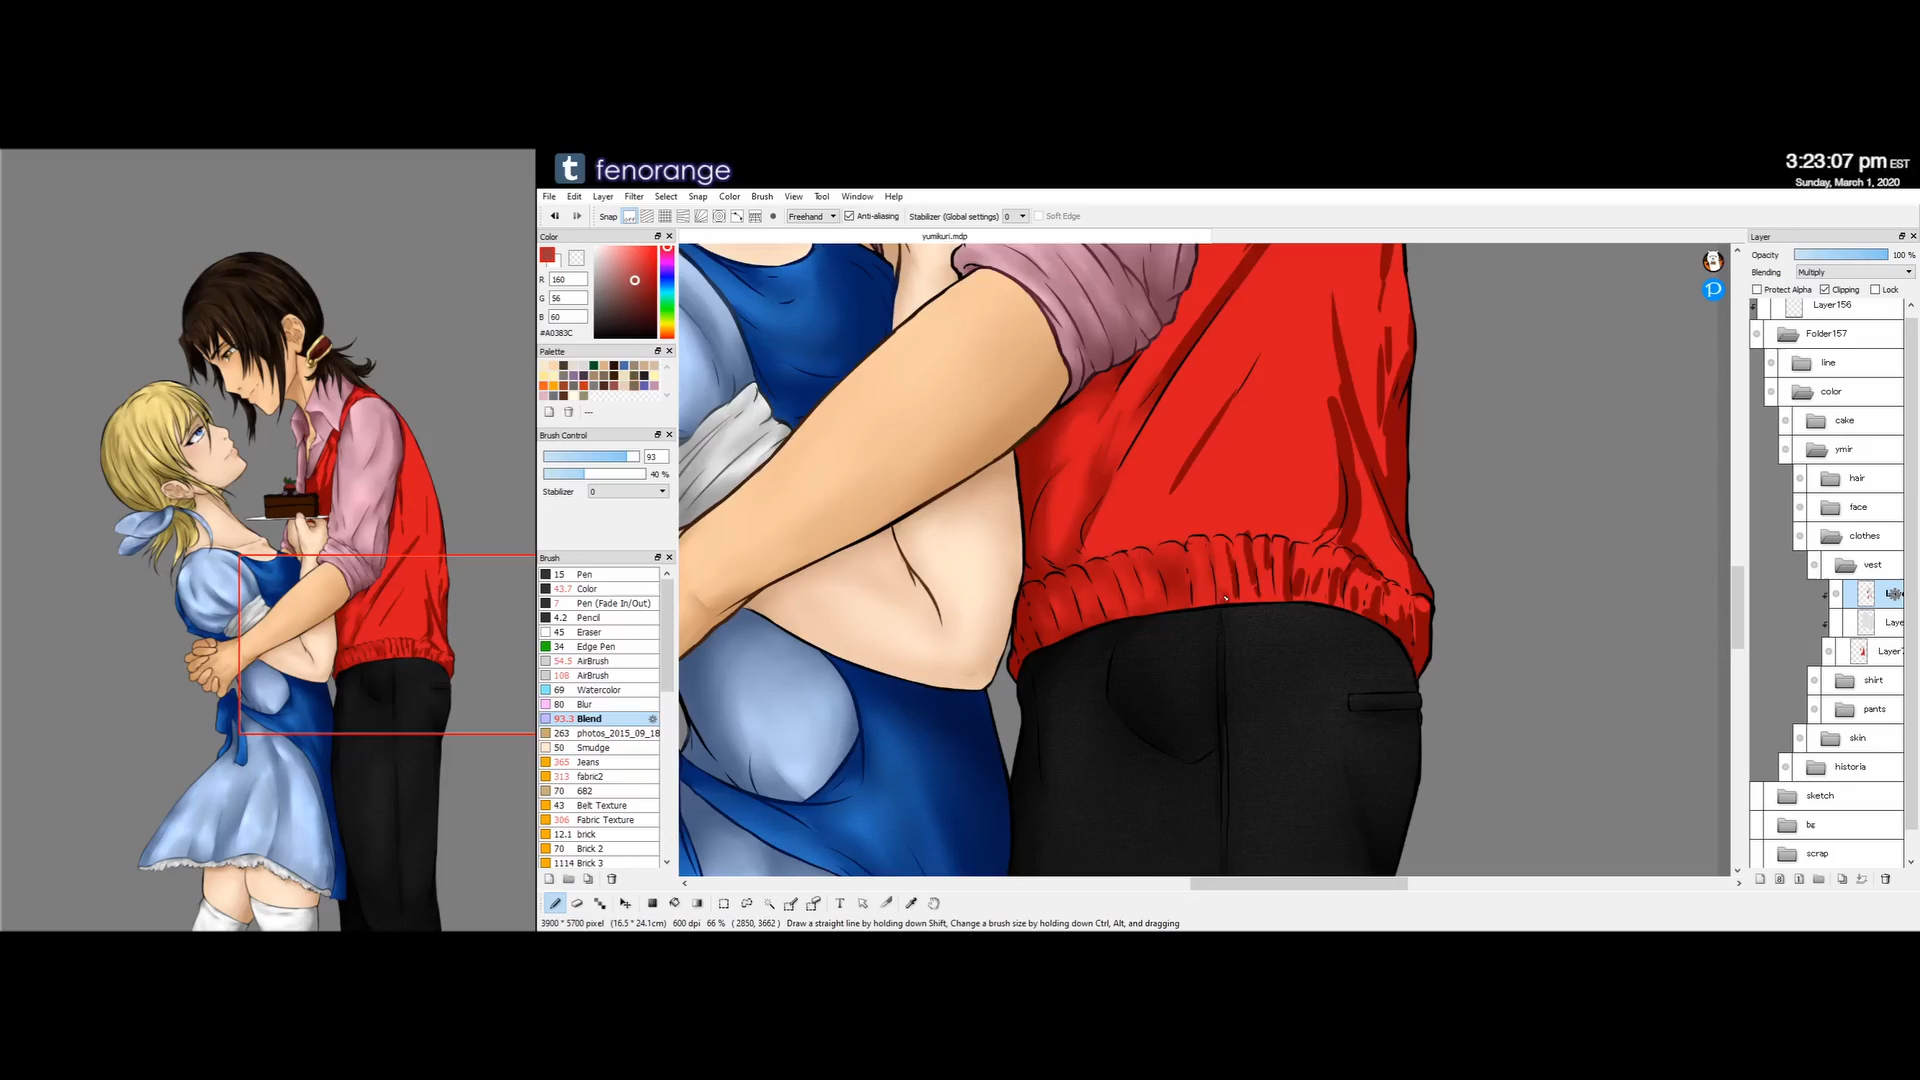 t fenorange
3:23:07 pm EST
Sunday, March 1, 2020
File Edit Layer Filter Select Snap Color Brush View Tool Window Help
Snap off Freehand Anti-aliasing Stabilizer (Global settings) 0 Soft Edge
Color
R 160
G 56
B 60
#A0383C
Palette
---
Brush Control
93
40 %
Stabilizer 0
Brush
15 Pen
43.7 Color
7 Pen (Fade In/Out)
4.2 Pencil
45 Eraser
34 Edge Pen
54.5 AirBrush
108 AirBrush
69 Watercolor
80 Blur
93.3 Blend
263 photos_2015_09_18
50 Smudge
365 Jeans
313 fabric2
70 682
43 Belt Texture
306 Fabric Texture
12.1 brick
70 Brick 2
1114 Brick 3
yumikuri.mdp
Layer
Opacity 100 %
Blending Multiply
Protect Alpha Clipping Lock
Layer156
Folder157
line
color
cake
ymir
hair
face
clothes
vest
Laye
Layer
shirt
pants
skin
historia
sketch
bg
scrap
T
3900 * 5700 pixel (16.5 * 24.1cm) 600 dpi 66 % ( 2850, 3662 ) Draw a straight line by holding down Shift, Change a brush size by holding down Ctrl, Alt, and dragging